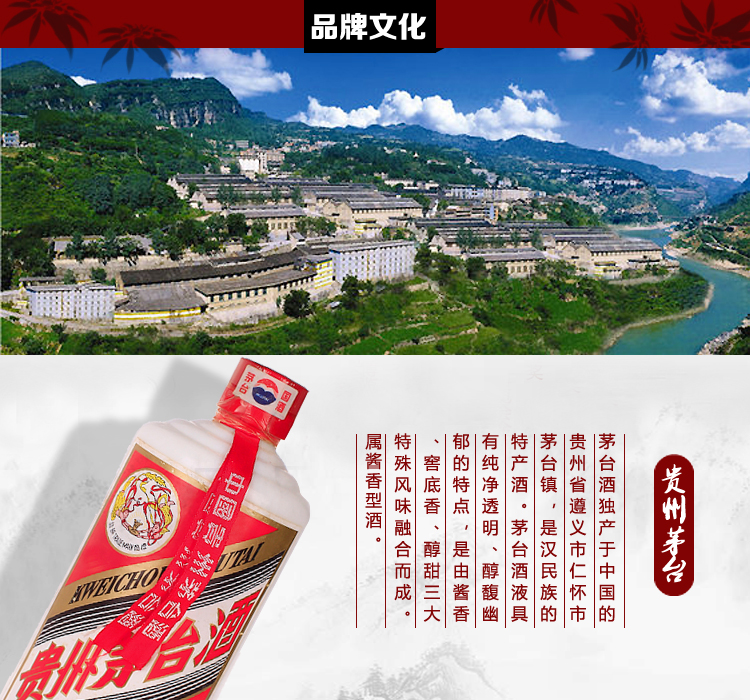 品牌文化
贵州茅台
茅台酒独产于中国的
贵州省遵义市仁怀市
茅台镇，是汉民族的
特产酒。茅台酒液具
有纯净透明、醇馥幽
郁的特点，是由酱香
、窖底香、醇甜三大
特殊风味融合而成。
属酱香型酒。
茅台
国酒
中国贵州茅台酒
KWEICHOW MOUTAI
贵州茅台酒